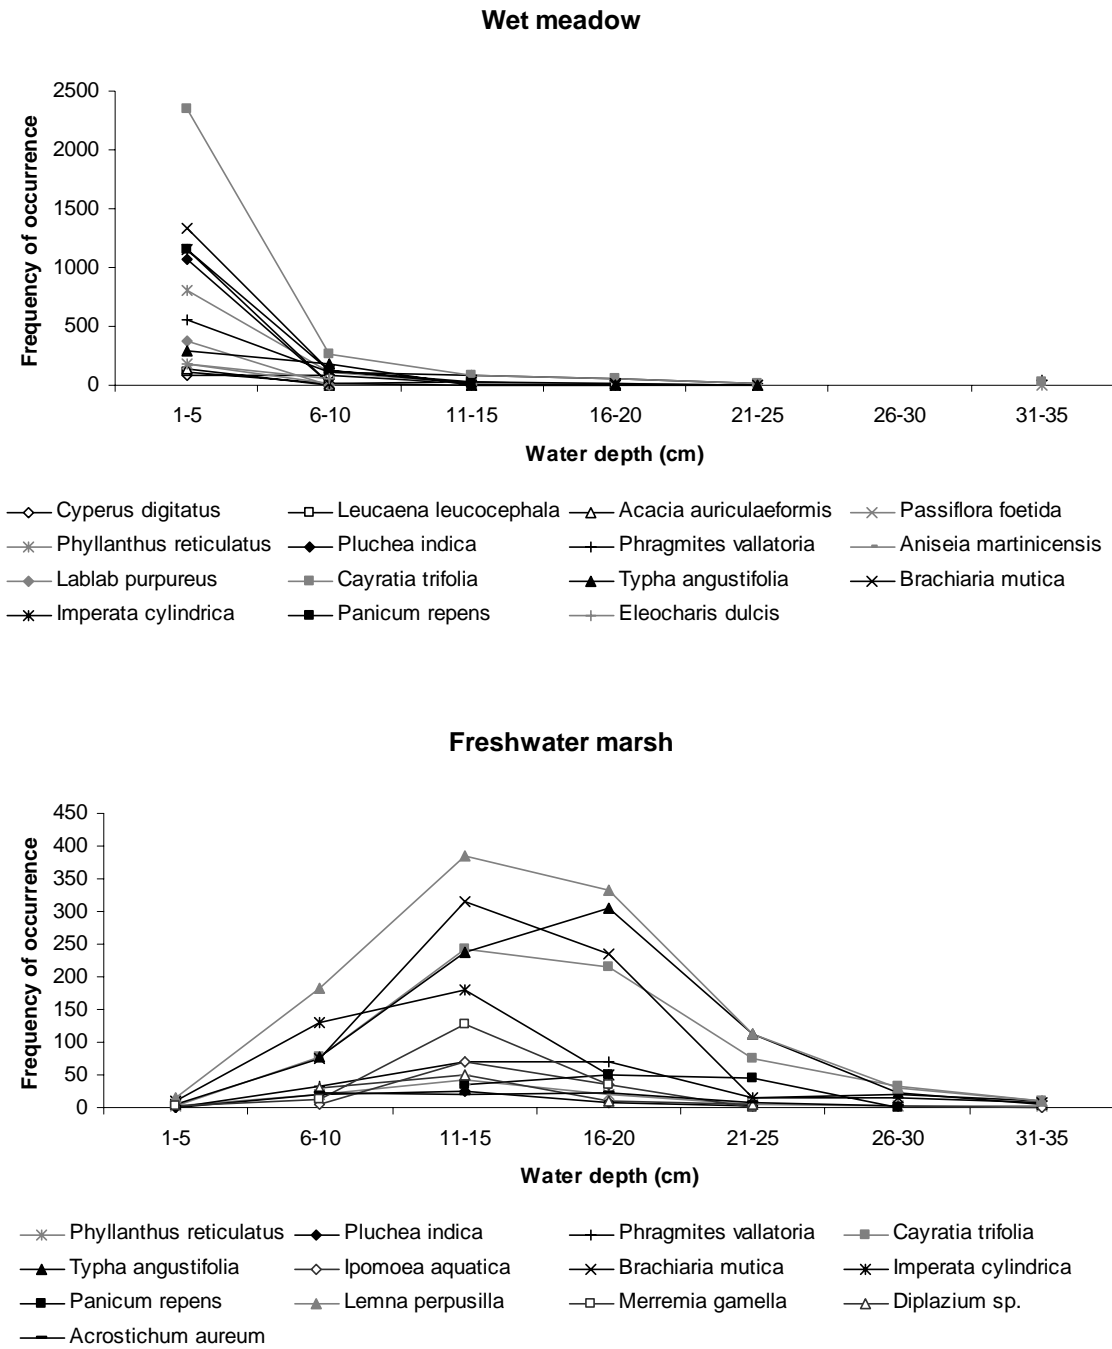 Wet meadow
2500
2000
1500
1000
500
0
Frequency of occurrence
1-5 6-10 11-15 16-20 21-25 26-30 31-35
Water depth (cm)
Cyperus digitatus Leucaena leucocephala Acacia auriculaeformis Passiflora foetida
Phyllanthus reticulatus Pluchea indica Phragmites vallatoria Aniseia martinicensis
Lablab purpureus Cayratia trifolia Typha angustifolia Brachiaria mutica
Imperata cylindrica Panicum repens Eleocharis dulcis
Freshwater marsh
450
400
350
300
250
200
150
100
50
0
Frequency of occurrence
1-5 6-10 11-15 16-20 21-25 26-30 31-35
Water depth (cm)
Phyllanthus reticulatus Pluchea indica Phragmites vallatoria Cayratia trifolia
Typha angustifolia Ipomoea aquatica Brachiaria mutica Imperata cylindrica
Panicum repens Lemna perpusilla Merremia gamella Diplazium sp.
Acrostichum aureum